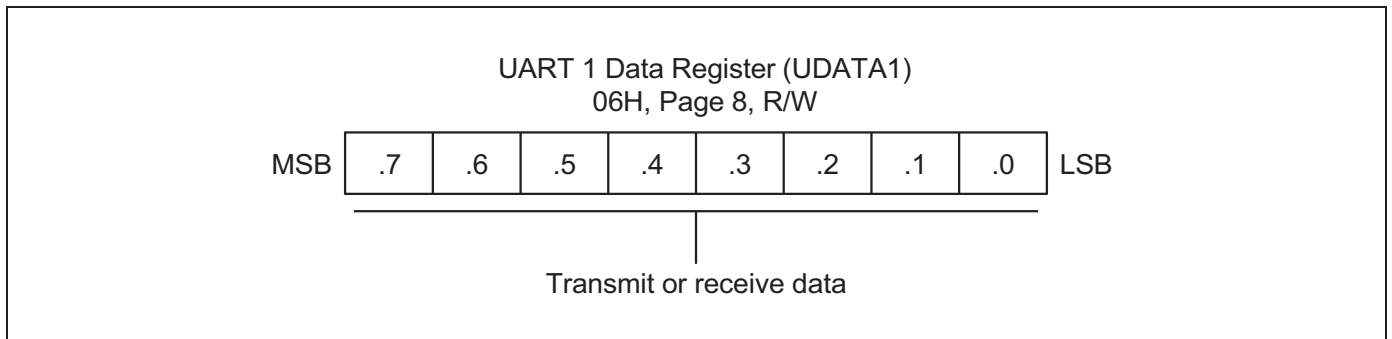 UART 1 Data Register (UDATA1)
06H, Page 8, R/W
MSB .7 .6 .5 .4 .3 .2 .1 .0 LSB
Transmit or receive data